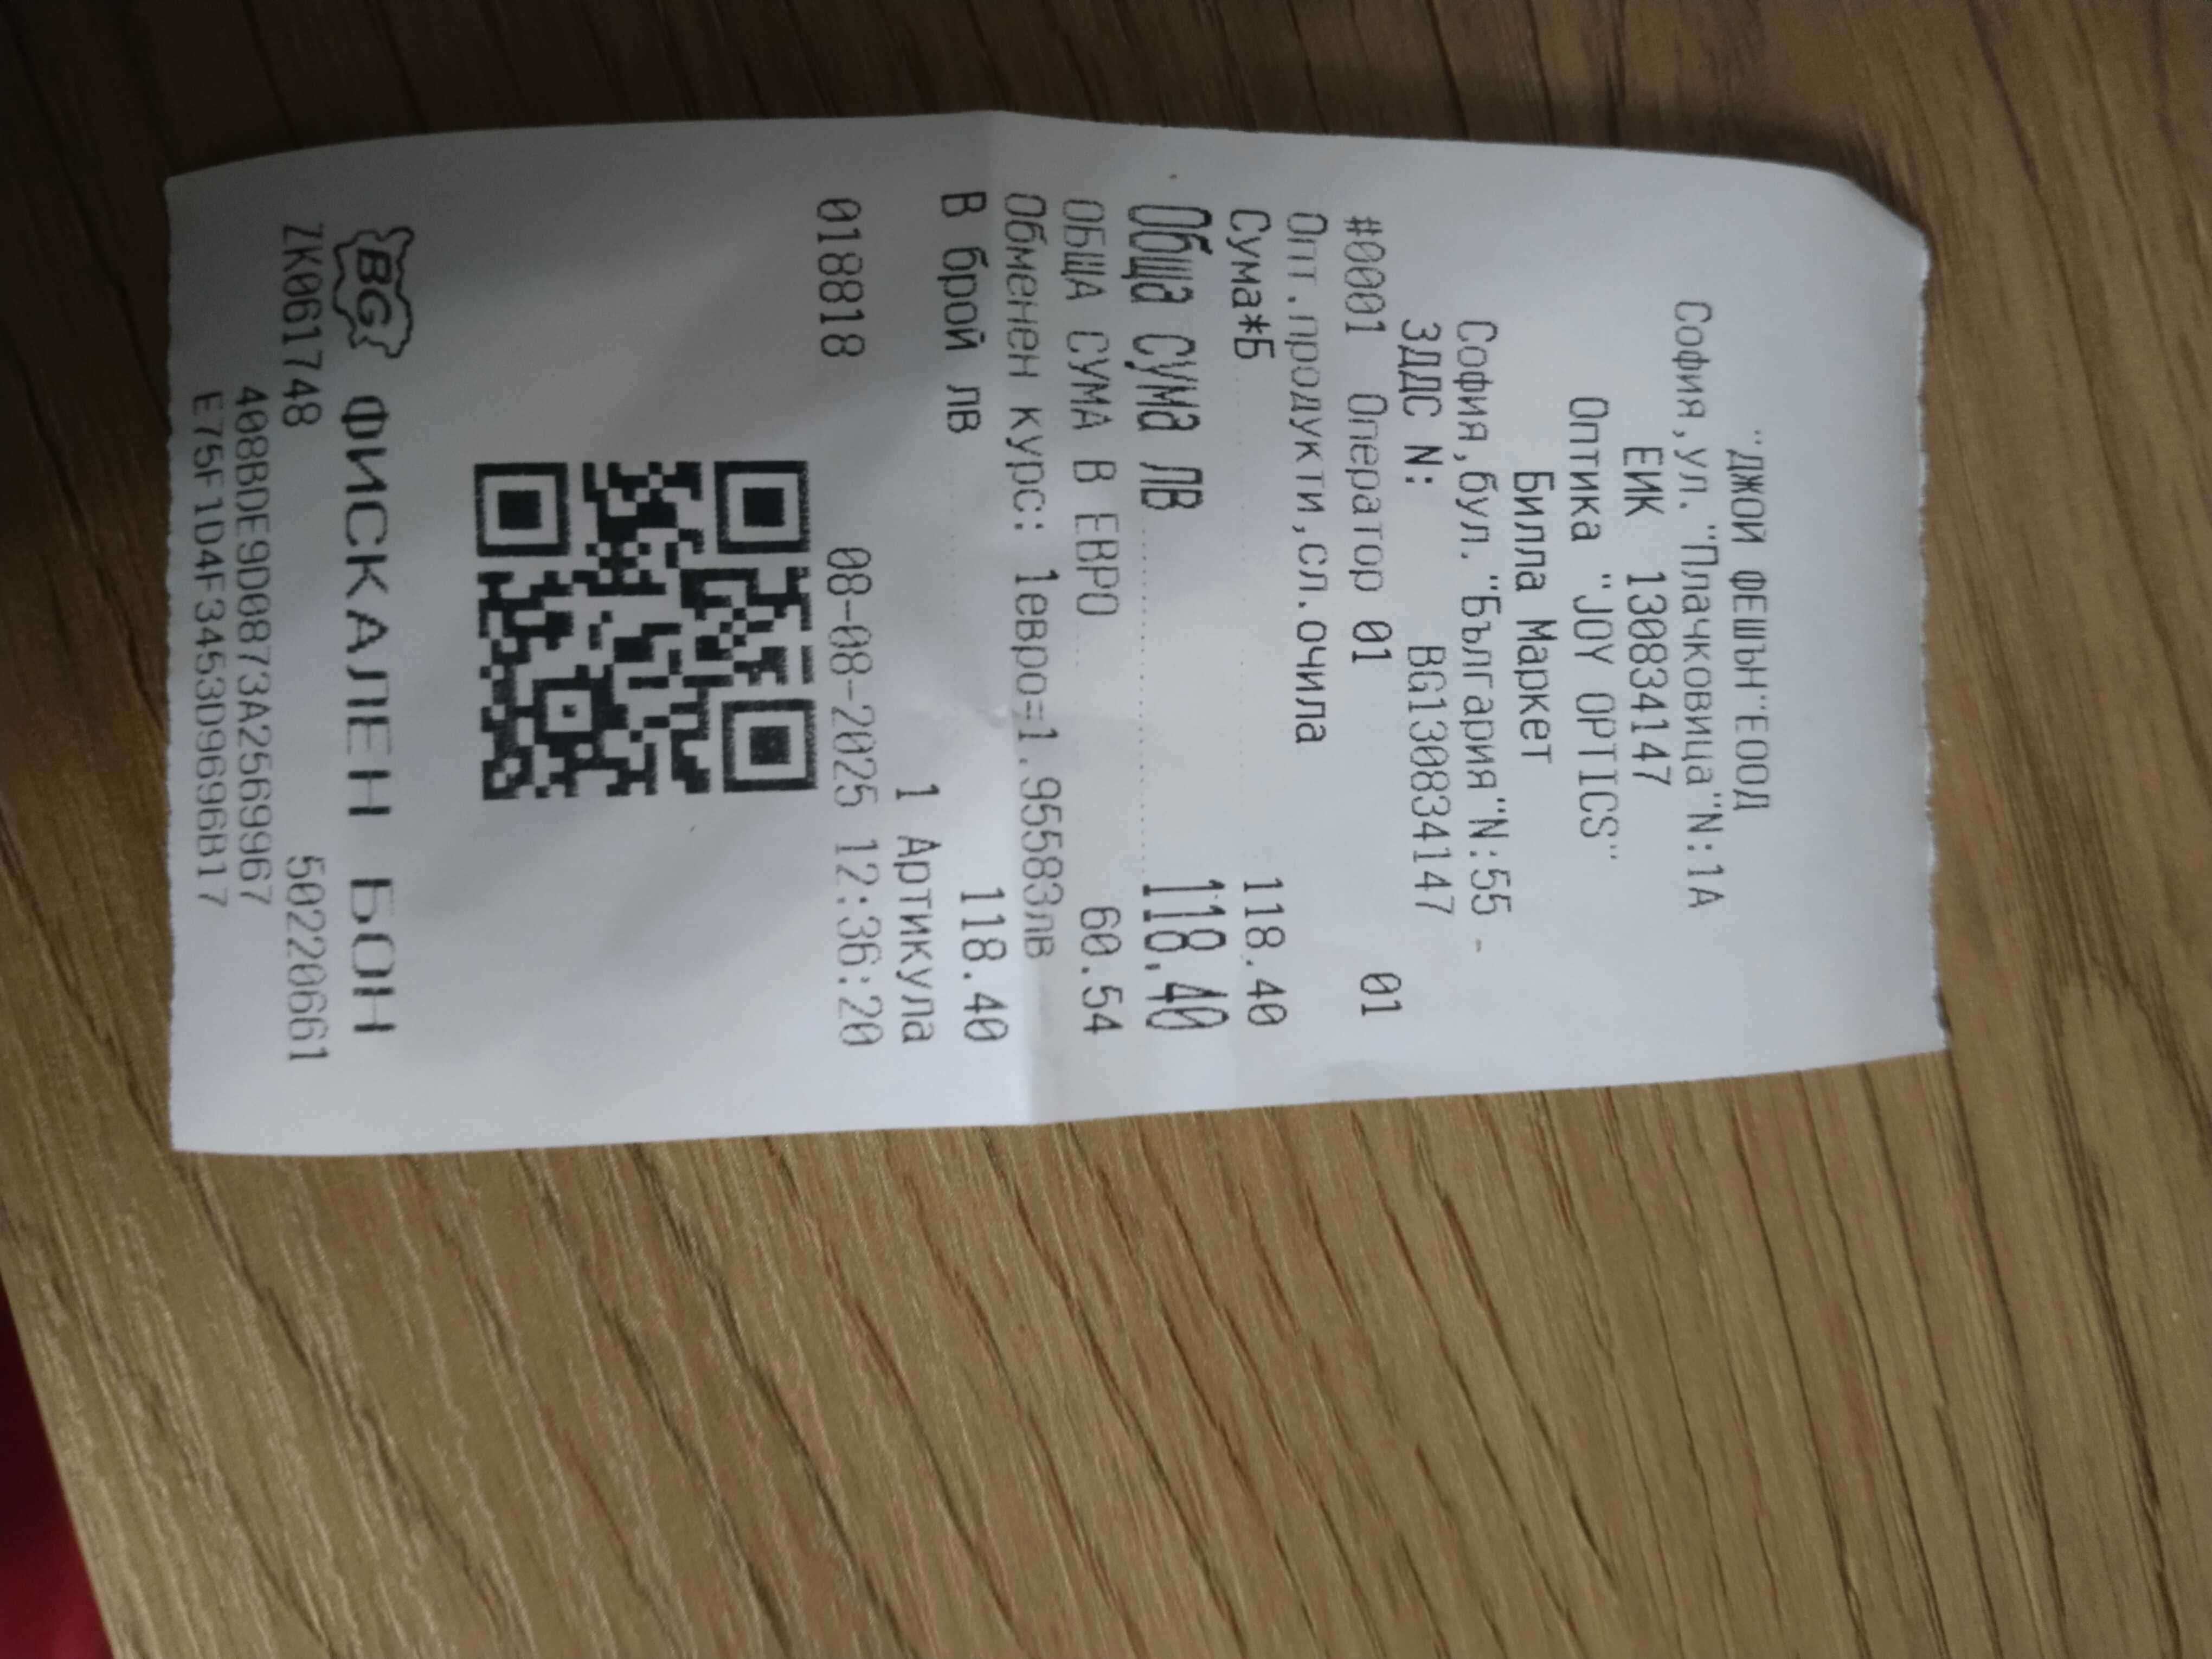 "ДЖОЙ ФЕШЪН"ЕООД
София,ул."Плачковица"N:1А
ЕИК 130834147
Оптика "JOY OPTICS"
Билла Маркет
София,бул."България"N:55 -
ЗДДС N: BG130834147
#0001 Оператор 01 01
Опт.продукти,сл.очила
Сума*Б 118.40
Обща сума лв 118,40
ОБЩА СУМА В ЕВРО 60.54
Обменен курс: 1евро=1.95583лв
В брой лв 118.40
1 Артикула
018818 08-08-2025 12:36:20
BG ФИСКАЛЕН БОН
ZK061748 50220661
408BDE9D0873A2569967
E75F1D4F3453D9696B17